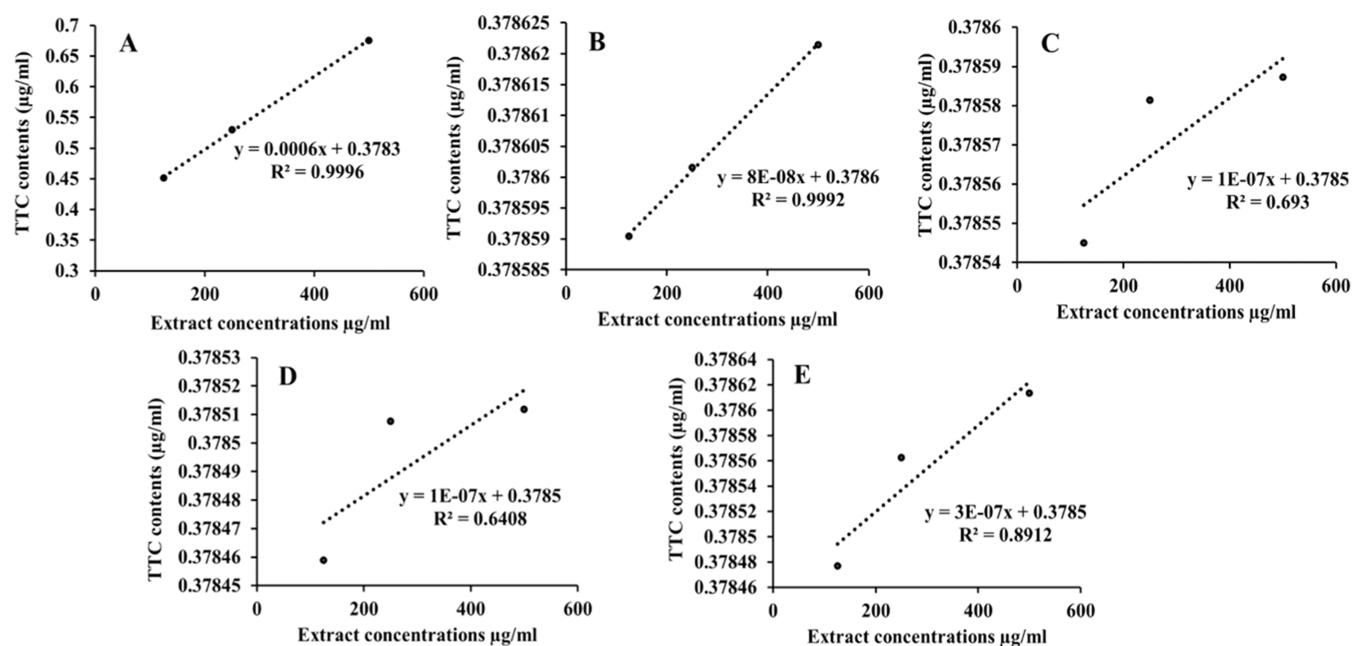 A
TTC contents (µg/ml)
0.7
0.65
0.6
0.55
0.5
0.45
0.4
0.35
0.3
y = 0.0006x + 0.3783
R² = 0.9996
0 200 400 600
Extract concentrations µg/ml
B
TTC contents (µg/ml)
0.378625
0.37862
0.378615
0.37861
0.378605
0.3786
0.378595
0.37859
0.378585
y = 8E-08x + 0.3786
R² = 0.9992
0 200 400 600
Extract concentrations µg/ml
C
TTC contents (µg/ml)
0.3786
0.37859
0.37858
0.37857
0.37856
0.37855
0.37854
y = 1E-07x + 0.3785
R² = 0.693
0 200 400 600
Extract concentrations µg/ml
D
TTC contents (µg/ml)
0.37853
0.37852
0.37851
0.3785
0.37849
0.37848
0.37847
0.37846
0.37845
y = 1E-07x + 0.3785
R² = 0.6408
0 200 400 600
Extract concentrations µg/ml
E
TTC contents (µg/ml)
0.37864
0.37862
0.3786
0.37858
0.37856
0.37854
0.37852
0.3785
0.37848
0.37846
y = 3E-07x + 0.3785
R² = 0.8912
0 200 400 600
Extract concentrations µg/ml